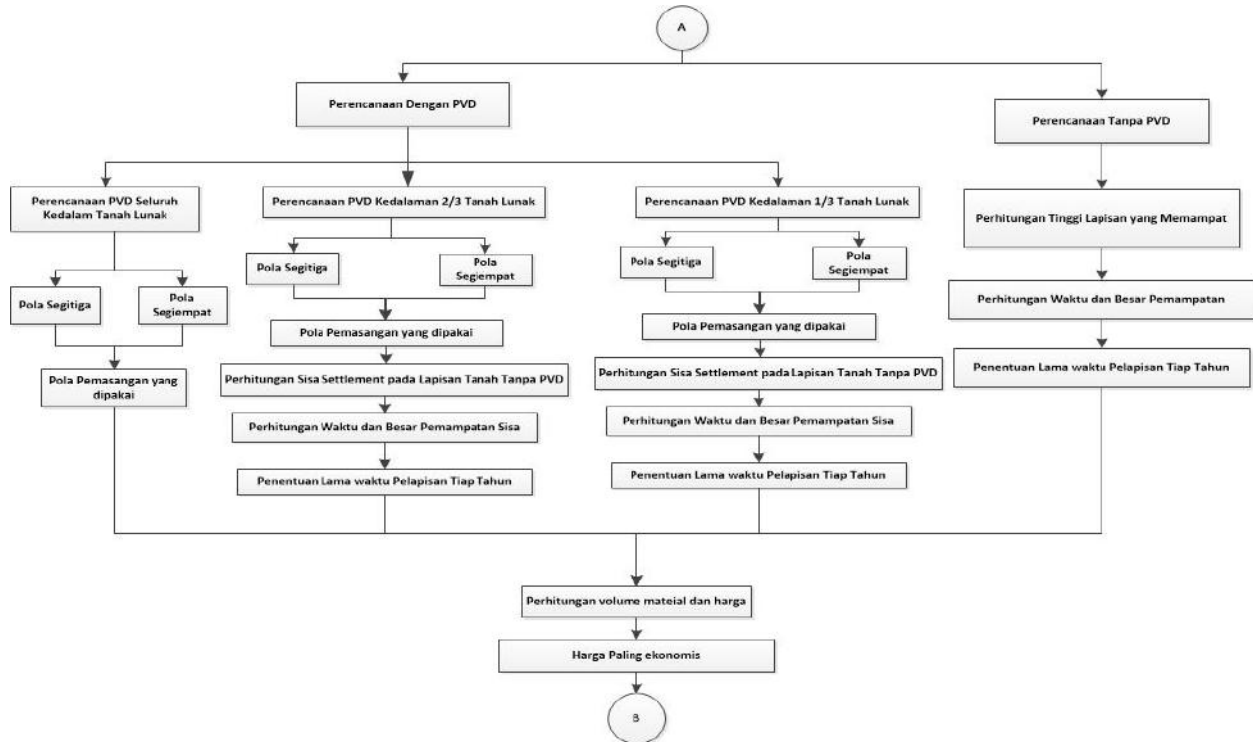 A
Perencanaan Dengan PVD
Perencanaan Tanpa PVD
Perencanaan PVD Seluruh
Kedalam Tanah Lunak
Perencanaan PVD Kedalaman 2/3 Tanah Lunak
Perencanaan PVD Kedalaman 1/3 Tanah Lunak
Perhitungan Tinggi Lapisan yang Memampat
Pola Segitiga
Pola
Segiempat
Pola Segitiga
Pola
Segiempat
Pola Segitiga
Pola
Segiempat
Perhitungan Waktu dan Besar Pemampatan
Pola Pemasangan yang dipakai
Pola Pemasangan yang dipakai
Pola Pemasangan yang
dipakai
Perhitungan Sisa Settlement pada Lapisan Tanah Tanpa PVD
Perhitungan Sisa Settlement pada Lapisan Tanah Tanpa PVD
Penentuan Lama waktu Pelapisan Tiap Tahun
Perhitungan Waktu dan Besar Pemampatan Sisa
Perhitungan Waktu dan Besar Pemampatan Sisa
Penentuan Lama waktu Pelapisan Tiap Tahun
Penentuan Lama waktu Pelapisan Tiap Tahun
Perhitungan volume mateial dan harga
Harga Paling ekonomis
B